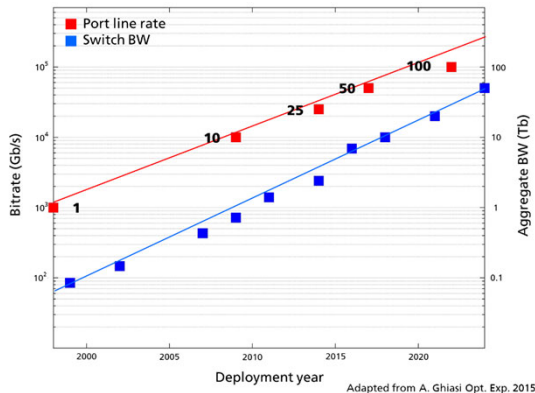 Port line rate
Switch BW
Bitrate (Gb/s)
10⁵
10⁴
10³
10²
1
10
25
50
100
100
10
1
0.1
Aggregate BW (Tb)
2000 2005 2010 2015 2020
Deployment year
Adapted from A. Ghiasi Opt. Exp. 2015